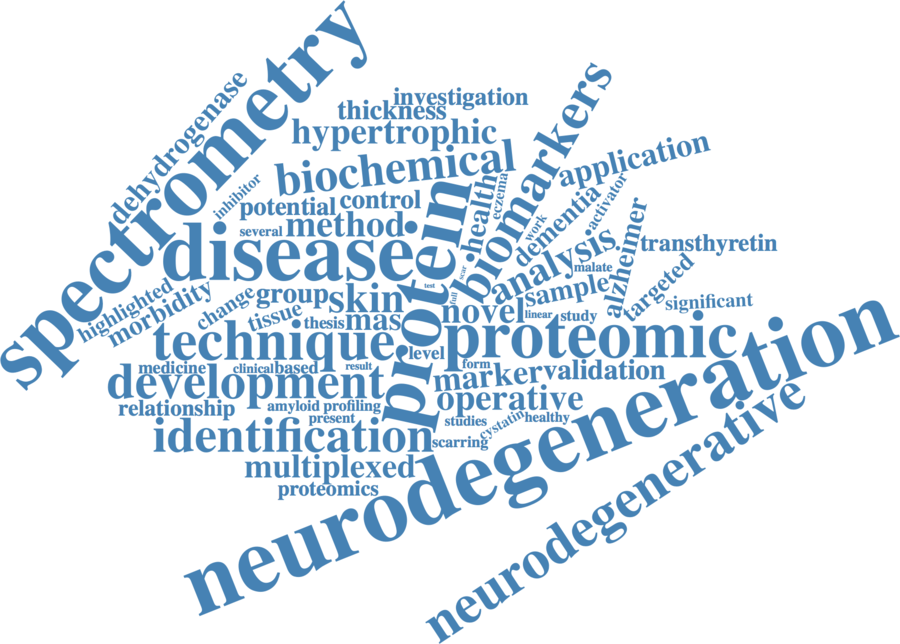 spectrometry
dehydrogenase
investigation
thickness
hypertrophic
biomarkers
biochemical
application
inhibitor
potential
control
protein
health
eczema
dementia
activator
several
method
work
disease
analysis
alzheimer
transthyretin
scar
malate
targeted
highlighted
morbidity
change
group
skin
test
full
novel
sample
significant
tissue
thesis
mas
linear
study
technique
level
proteomic
medicine
clinical
based
result
form
development
marker
validation
relationship
amyloid
profiling
operative
present
studies
cystatin
healthy
identification
scarring
multiplexed
proteomics
neurodegeneration
neurodegenerative